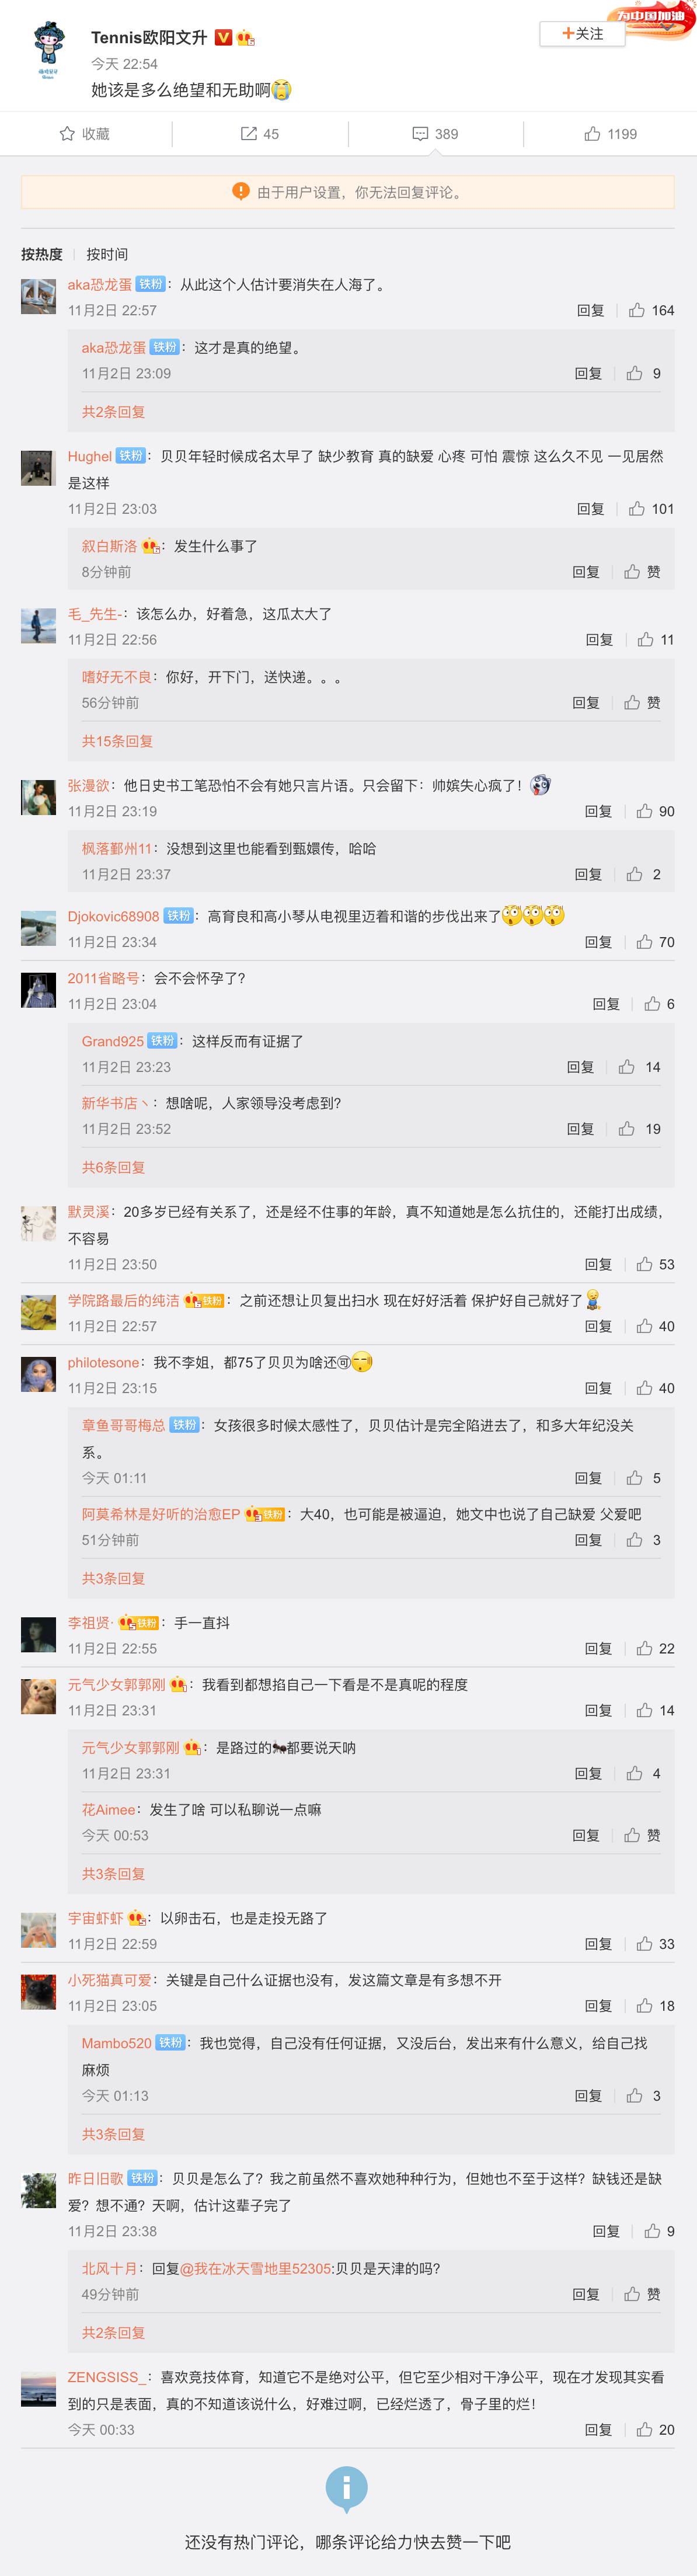 Tennis欧阳文升
为中国加油
+关注
今天 22:54
她该是多么绝望和无助啊
收藏
45
389
1199
由于用户设置，你无法回复评论。
按热度 | 按时间
aka恐龙蛋 铁粉：从此这个人估计要消失在人海了。
11月2日 22:57 回复 164
aka恐龙蛋 铁粉：这才是真的绝望。
11月2日 23:09 回复 9
共2条回复
Hughel 铁粉：贝贝年轻时候成名太早了 缺少教育 真的缺爱 心疼 可怕 震惊 这么久不见 一见居然
是这样
11月2日 23:03 回复 101
叙白斯洛：发生什么事了
8分钟前 回复 赞
毛_先生-：该怎么办，好着急，这瓜太大了
11月2日 22:56 回复 11
嗜好无不良：你好，开下门，送快递。。。
56分钟前 回复 赞
共15条回复
张漫欲：他日史书工笔恐怕不会有她只言片语。只会留下：帅嫔失心疯了！
11月2日 23:19 回复 90
枫落鄞州11：没想到这里也能看到甄嬛传，哈哈
11月2日 23:37 回复 2
Djokovic68908 铁粉：高育良和高小琴从电视里迈着和谐的步伐出来了
11月2日 23:34 回复 70
2011省略号：会不会怀孕了？
11月2日 23:04 回复 6
Grand925 铁粉：这样反而有证据了
11月2日 23:23 回复 14
新华书店丶：想啥呢，人家领导没考虑到？
11月2日 23:52 回复 19
共6条回复
默灵溪：20多岁已经有关系了，还是经不住事的年龄，真不知道她是怎么抗住的，还能打出成绩，
不容易
11月2日 23:50 回复 53
学院路最后的纯洁 铁粉：之前还想让贝复出扫水 现在好好活着 保护好自己就好了
11月2日 22:57 回复 40
philotesone：我不李姐，都75了贝贝为啥还㊢
11月2日 23:15 回复 40
章鱼哥哥梅总 铁粉：女孩很多时候太感性了，贝贝估计是完全陷进去了，和多大年纪没关
系。
今天 01:11 回复 5
阿莫希林是好听的治愈EP 铁粉：大40，也可能是被逼迫，她文中也说了自己缺爱 父爱吧
51分钟前 回复 3
共3条回复
李祖贤· 铁粉：手一直抖
11月2日 22:55 回复 22
元气少女郭郭刚：我看到都想掐自己一下看是不是真呢的程度
11月2日 23:31 回复 14
元气少女郭郭刚：是路过的🐜都要说天呐
11月2日 23:31 回复 4
花Aimee：发生了啥 可以私聊说一点嘛
今天 00:53 回复 赞
共3条回复
宇宙虾虾：以卵击石，也是走投无路了
11月2日 22:59 回复 33
小死猫真可爱：关键是自己什么证据也没有，发这篇文章是有多想不开
11月2日 23:05 回复 18
Mambo520 铁粉：我也觉得，自己没有任何证据，又没后台，发出来有什么意义，给自己找
麻烦
今天 01:13 回复 3
共3条回复
昨日旧歌 铁粉：贝贝是怎么了？我之前虽然不喜欢她种种行为，但她也不至于这样？缺钱还是缺
爱？想不通？天啊，估计这辈子完了
11月2日 23:38 回复 9
北风十月：回复@我在冰天雪地里52305:贝贝是天津的吗？
49分钟前 回复 赞
共2条回复
ZENGSISS_：喜欢竞技体育，知道它不是绝对公平，但它至少相对干净公平，现在才发现其实看
到的只是表面，真的不知道该说什么，好难过啊，已经烂透了，骨子里的烂！
今天 00:33 回复 20
还没有热门评论，哪条评论给力快去赞一下吧